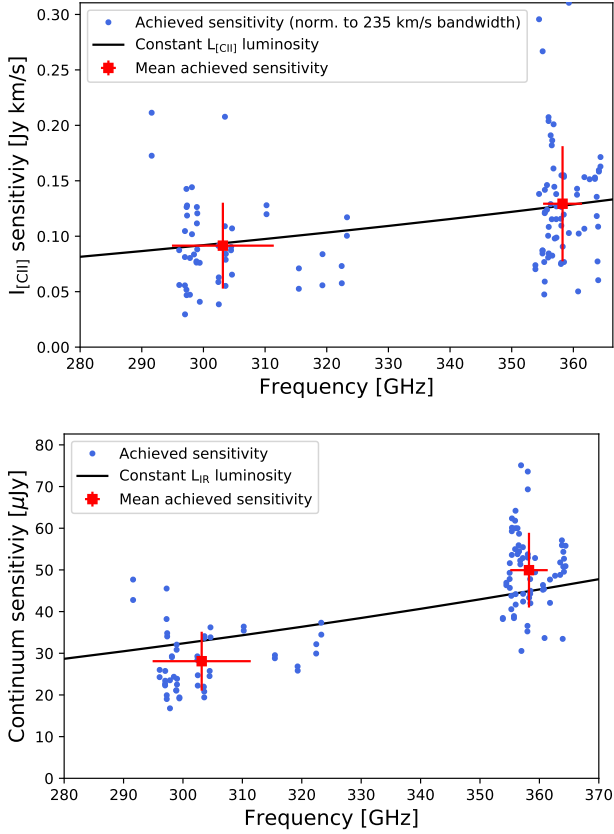 0.30
0.25
0.20
0.15
0.10
0.05
0.00
I[CII] sensitiviy [Jy km/s]
Achieved sensitivity (norm. to 235 km/s bandwidth)
Constant L[CII] luminosity
Mean achieved sensitivity
280 290 300 310 320 330 340 350 360
Frequency [GHz]
80
70
60
50
40
30
20
10
0
Continuum sensitiviy [μJy]
Achieved sensitivity
Constant LIR luminosity
Mean achieved sensitivity
280 290 300 310 320 330 340 350 360 370
Frequency [GHz]